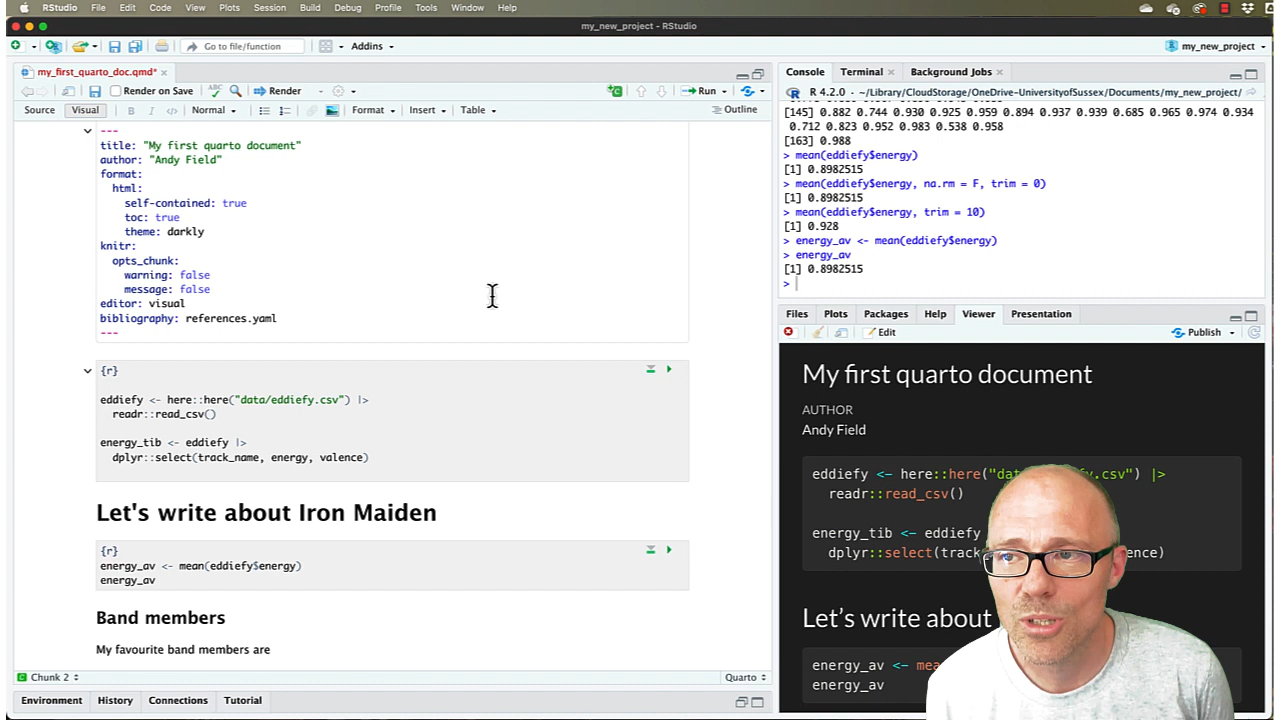 RStudio File Edit Code View Plots Session Build Debug Profile Tools Window Help
my_new_project - RStudio
Go to file/function Addins my_new_project
my_first_quarto_doc.qmd*
Render on Save Render Run
Source Visual B I </> Normal Format Insert Table Outline
---
title: "My first quarto document"
author: "Andy Field"
format:
html:
self-contained: true
toc: true
theme: darkly
knitr:
opts_chunk:
warning: false
message: false
editor: visual
bibliography: references.yaml
---
{r}
eddiefy <- here::here("data/eddiefy.csv") |>
readr::read_csv()
energy_tib <- eddiefy |>
dplyr::select(track_name, energy, valence)
Let's write about Iron Maiden
{r}
energy_av <- mean(eddiefy$energy)
energy_av
Band members
My favourite band members are
Chunk 2 Quarto
Environment History Connections Tutorial
Console Terminal Background Jobs
R 4.2.0 · ~/Library/CloudStorage/OneDrive-UniversityofSussex/Documents/my_new_project/
[145] 0.882 0.744 0.930 0.925 0.959 0.894 0.937 0.939 0.685 0.965 0.974 0.934
0.712 0.823 0.952 0.983 0.538 0.958
[163] 0.988
> mean(eddiefy$energy)
[1] 0.8982515
> mean(eddiefy$energy, na.rm = F, trim = 0)
[1] 0.8982515
> mean(eddiefy$energy, trim = 10)
[1] 0.928
> energy_av <- mean(eddiefy$energy)
> energy_av
[1] 0.8982515
>
Files Plots Packages Help Viewer Presentation
Edit Publish
My first quarto document
AUTHOR
Andy Field
eddiefy <- here::here("data/eddiefy.csv") |>
readr::read_csv()
energy_tib <- eddiefy
dplyr::select(track ence)
Let's write about
energy_av <- mea
energy_av